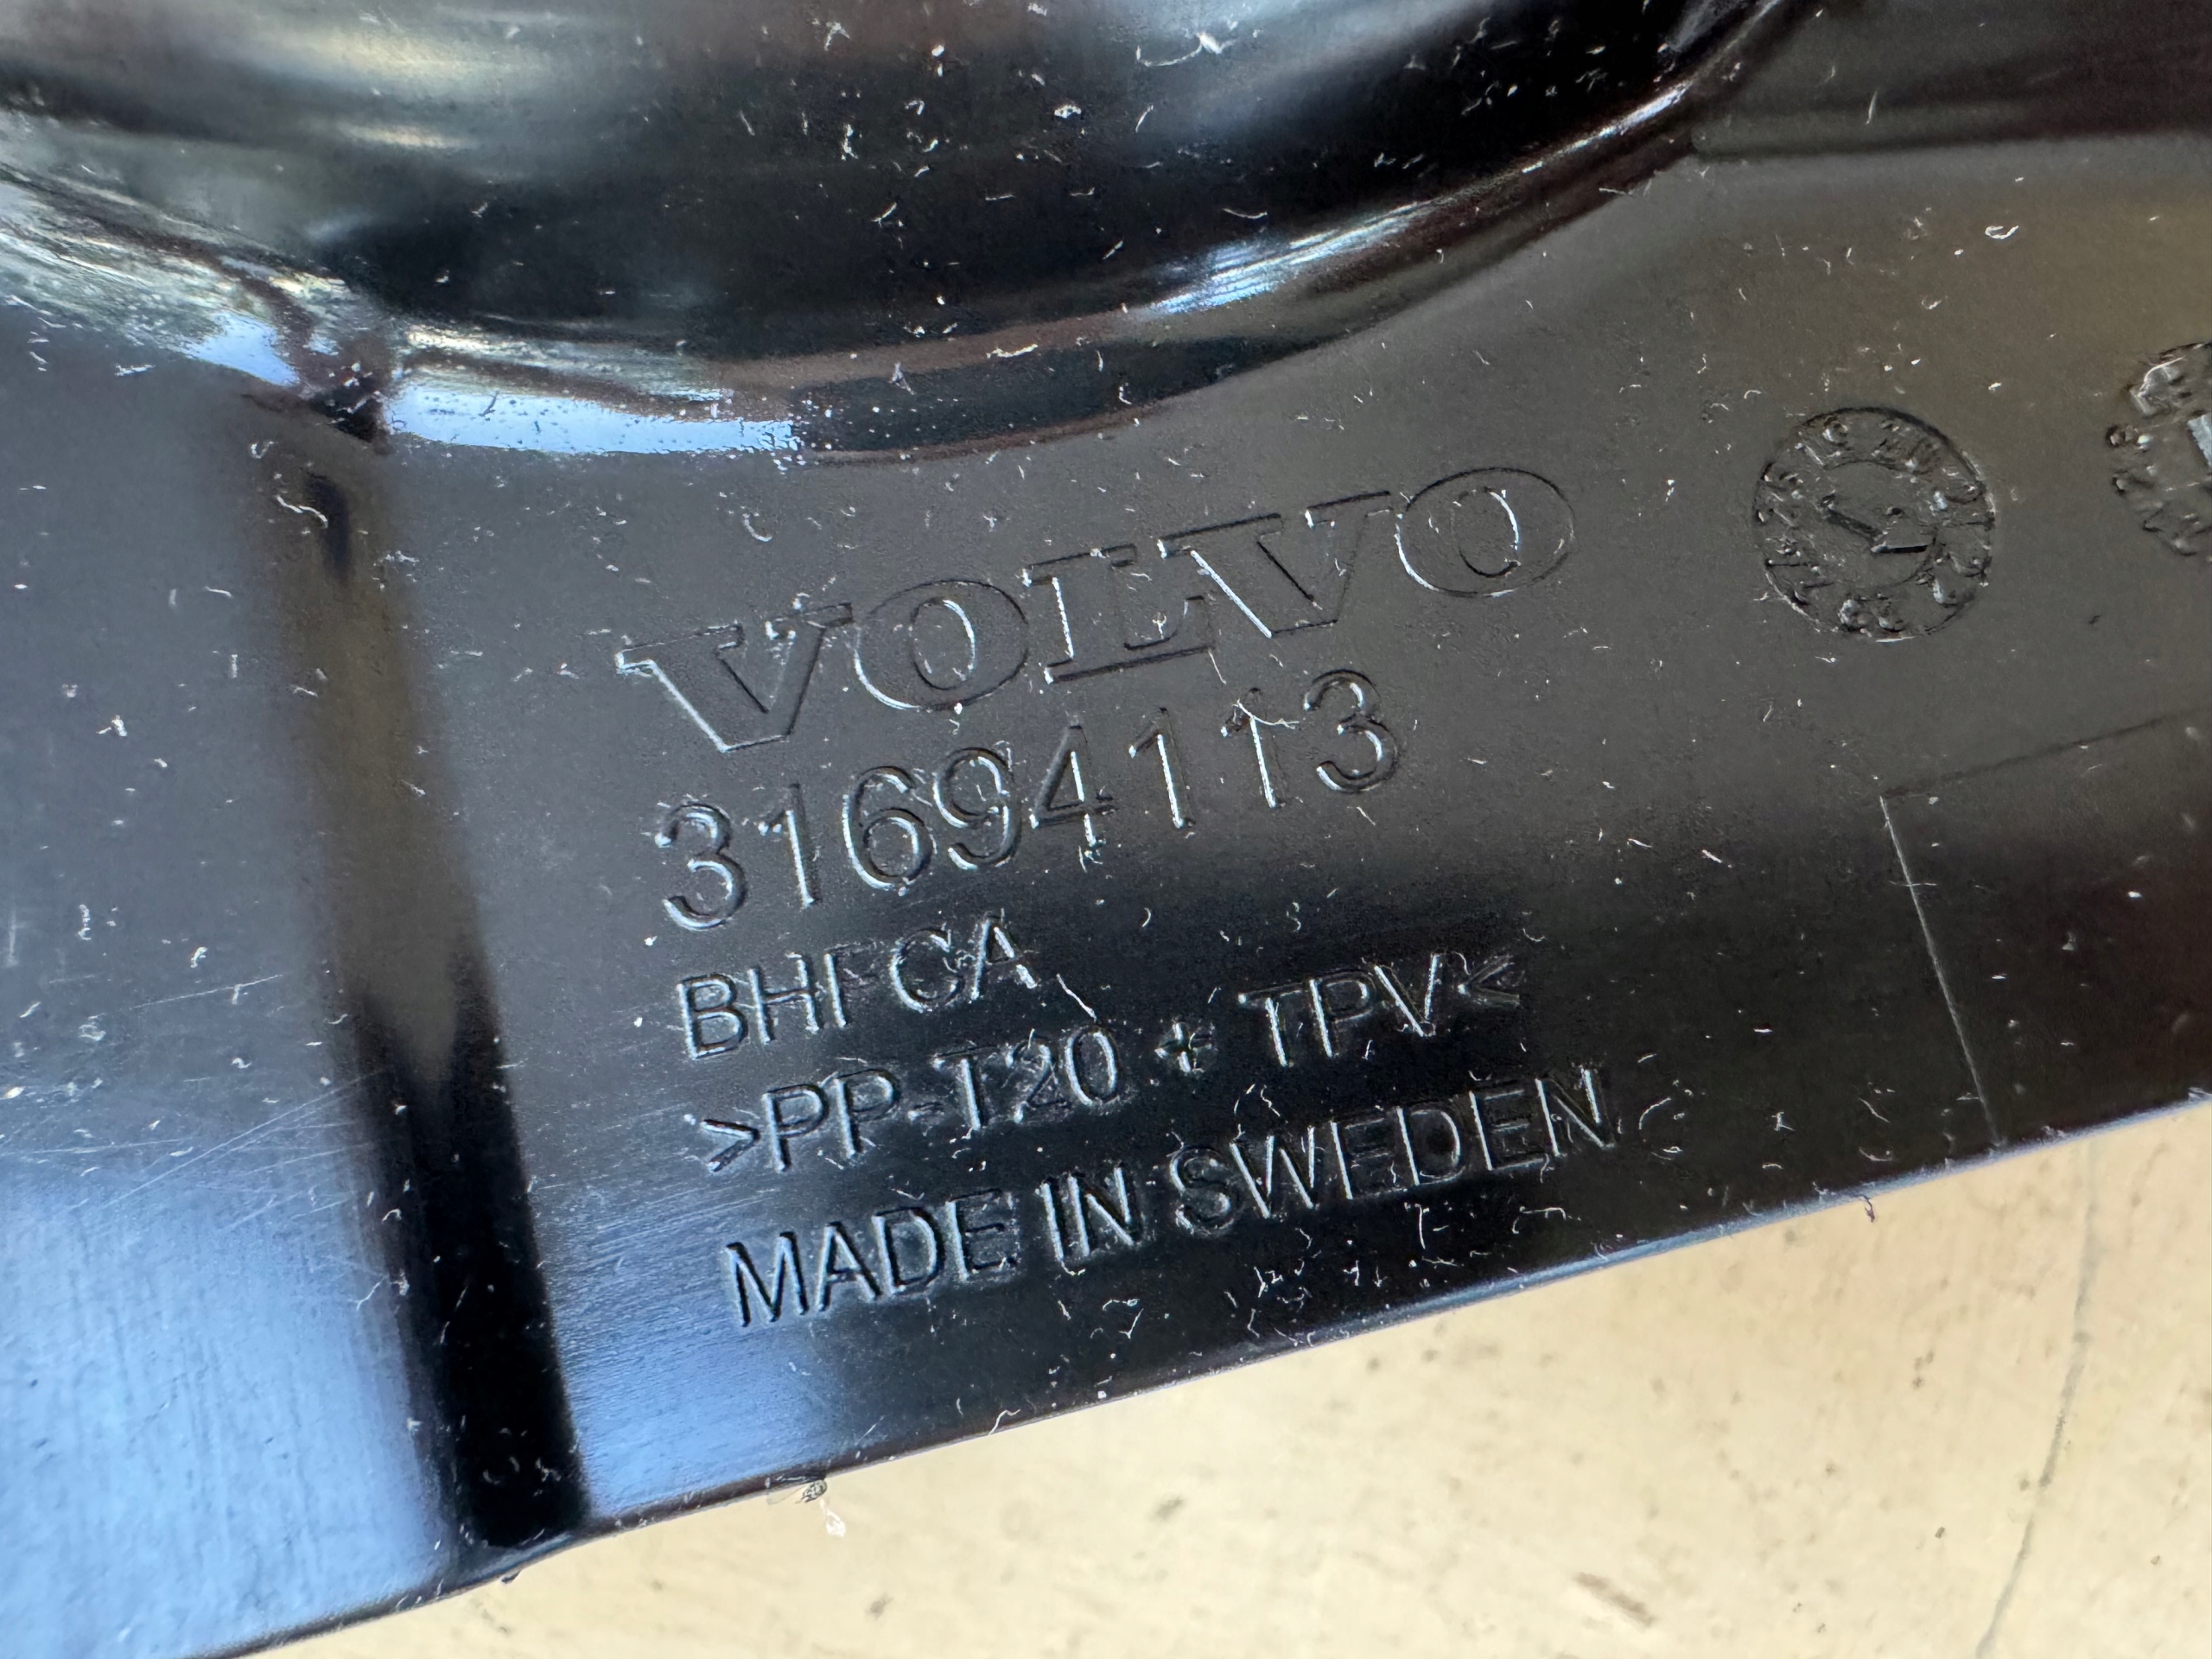 VOLVO
31694113
BHFCA
>PP-T20 + TPV<
MADE IN SWEDEN